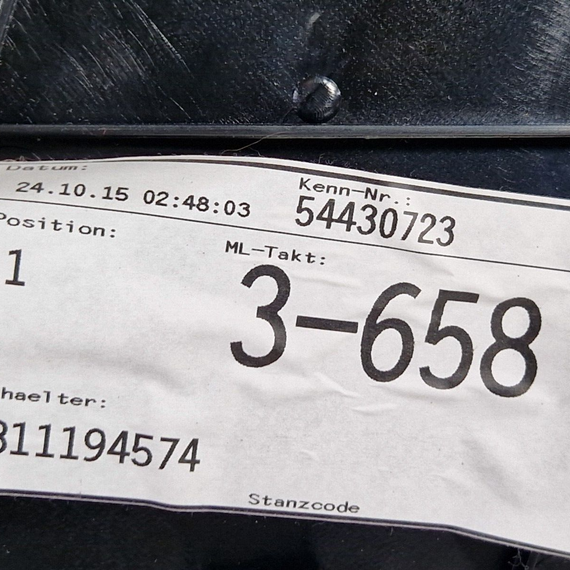 Datum:
24.10.15 02:48:03
Kenn-Nr.:
54430723
Position:
1
ML-Takt:
3-658
haelter:
311194574
Stanzcode